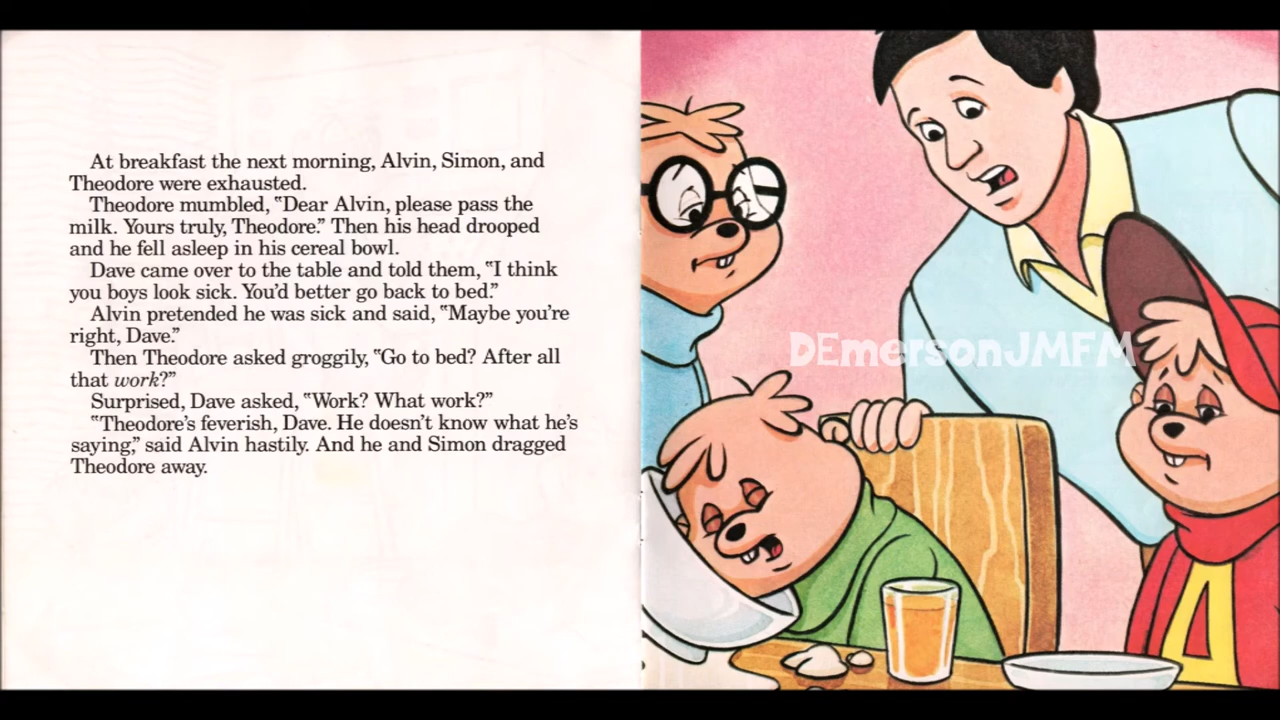 At breakfast the next morning, Alvin, Simon, and
Theodore were exhausted.
Theodore mumbled, "Dear Alvin, please pass the
milk. Yours truly, Theodore." Then his head drooped
and he fell asleep in his cereal bowl.
Dave came over to the table and told them, "I think
you boys look sick. You'd better go back to bed."
Alvin pretended he was sick and said, "Maybe you're
right, Dave."
Then Theodore asked groggily, "Go to bed? After all
that work?"
Surprised, Dave asked, "Work? What work?"
"Theodore's feverish, Dave. He doesn't know what he's
saying," said Alvin hastily. And he and Simon dragged
Theodore away.
DEmersonJMFM
A